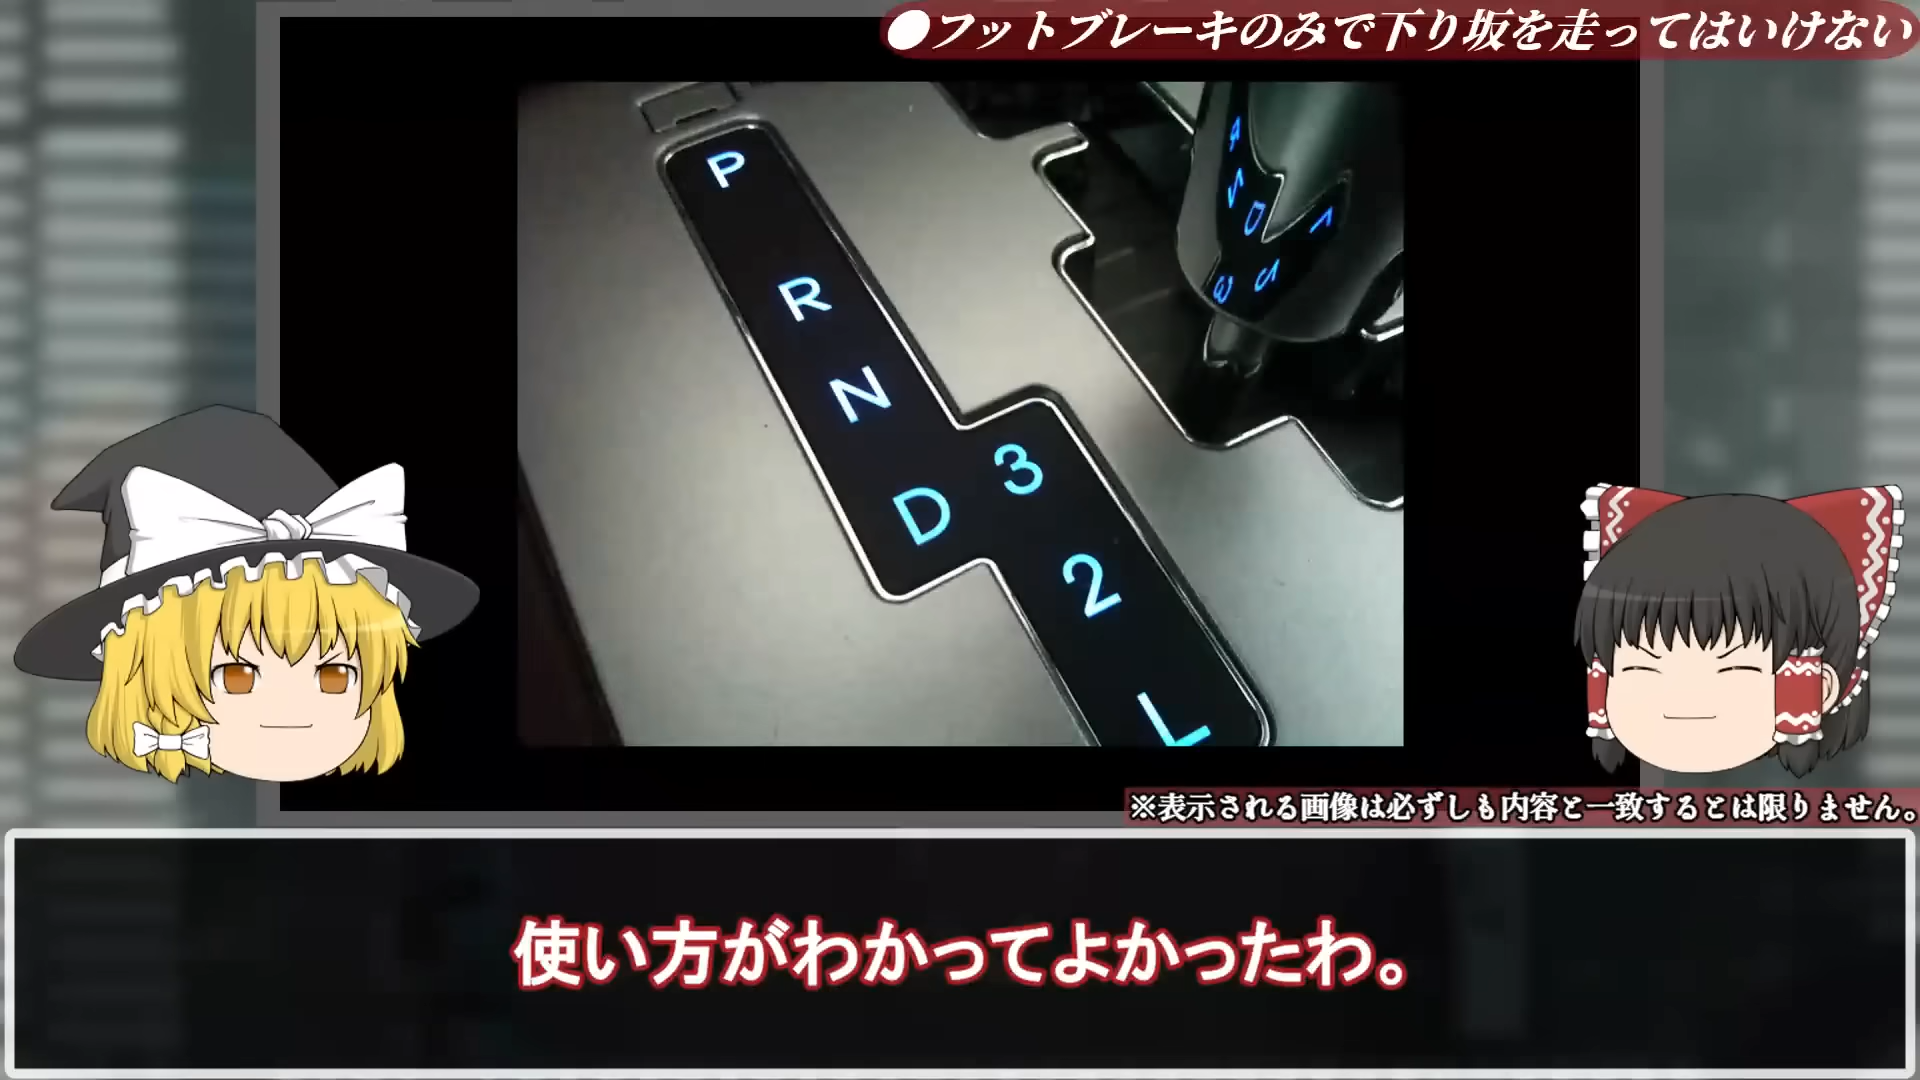 ●フットブレーキのみで下り坂を走ってはいけない
P
R
N
D
3
2
L
※表示される画像は必ずしも内容と一致するとは限りません。
使い方がわかってよかったわ。